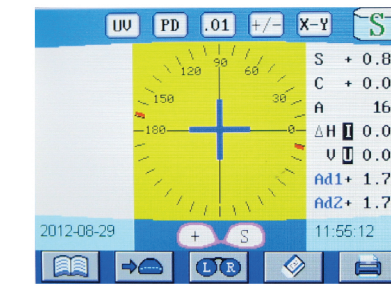 UV PD .01 +/- X-Y S
S + 0.8
C + 0.0
A 16
ΔH I 0.0
V U 0.0
Ad1+ 1.7
Ad2+ 1.7
90
120 60
150 30
180 0
+ S
2012-08-29 11:55:12
L R